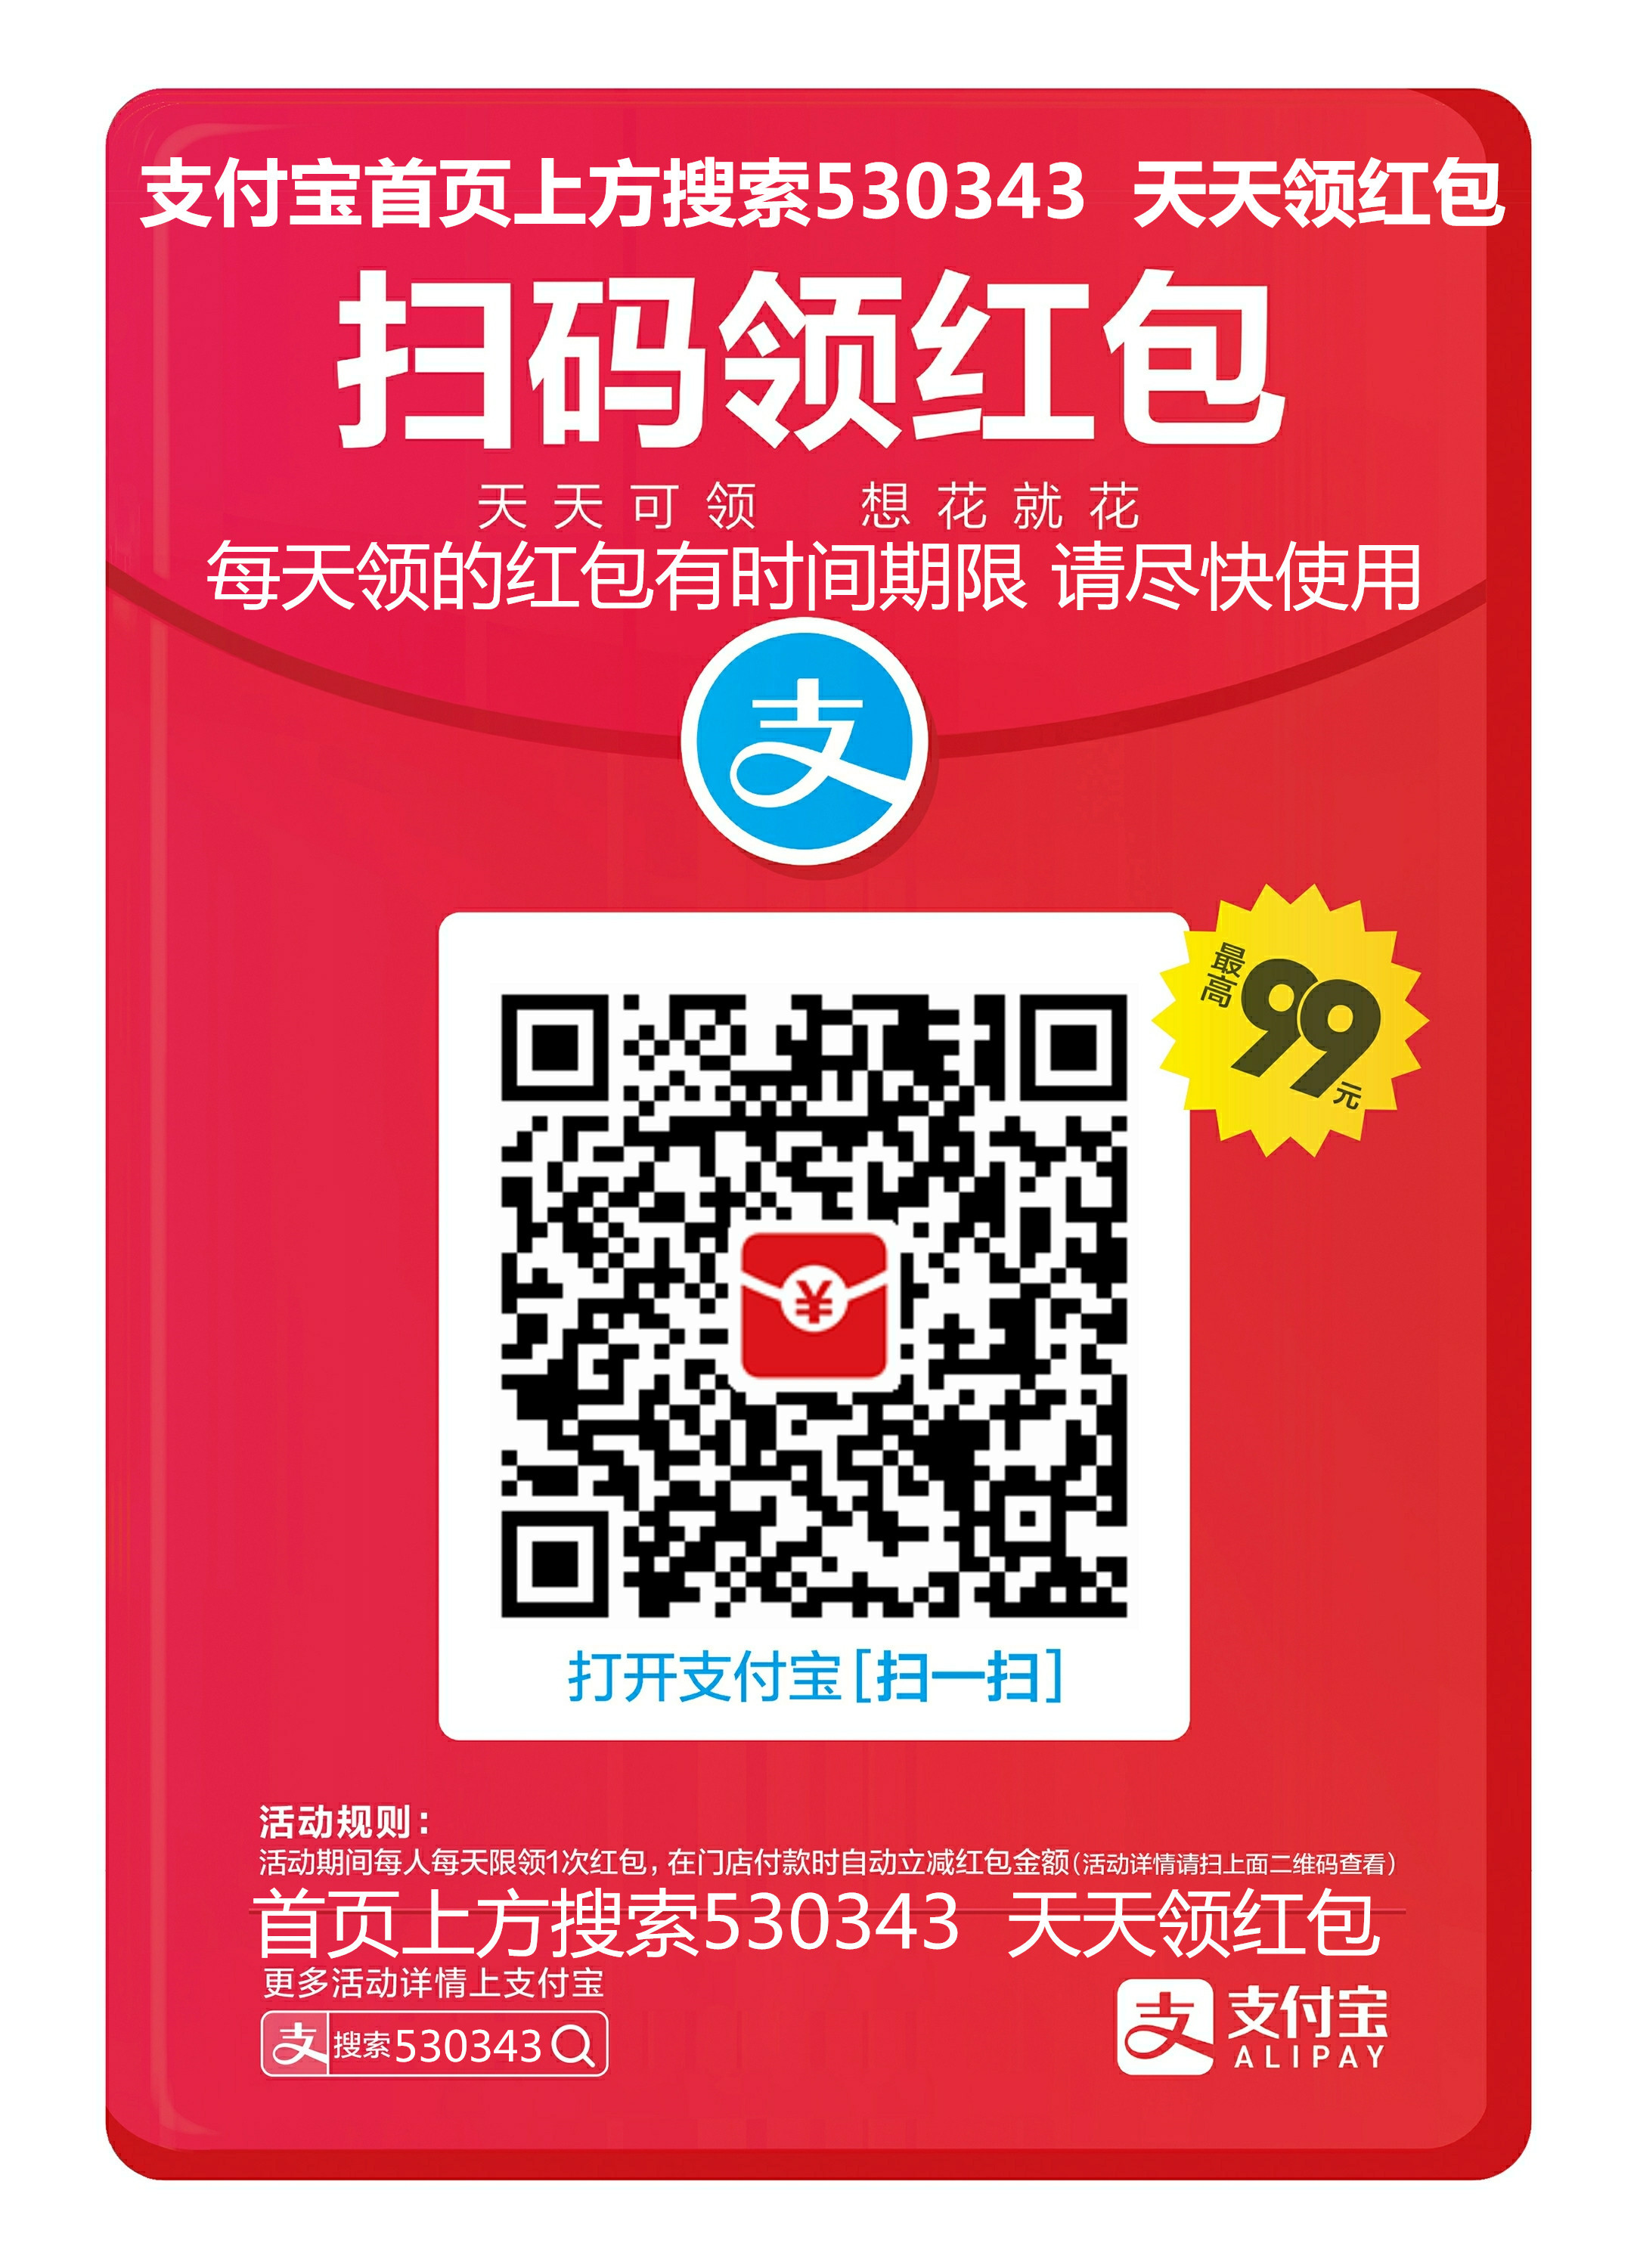 支付宝首页上方搜索530343 天天领红包
扫码领红包
天天可领 想花就花
每天领的红包有时间期限 请尽快使用
支
最高99元
¥
打开支付宝[扫一扫]
活动规则：
活动期间每人每天限领1次红包，在门店付款时自动立减红包金额（活动详情请扫上面二维码查看）
首页上方搜索530343 天天领红包
更多活动详情上支付宝
支 搜索530343
支 支付宝
ALIPAY